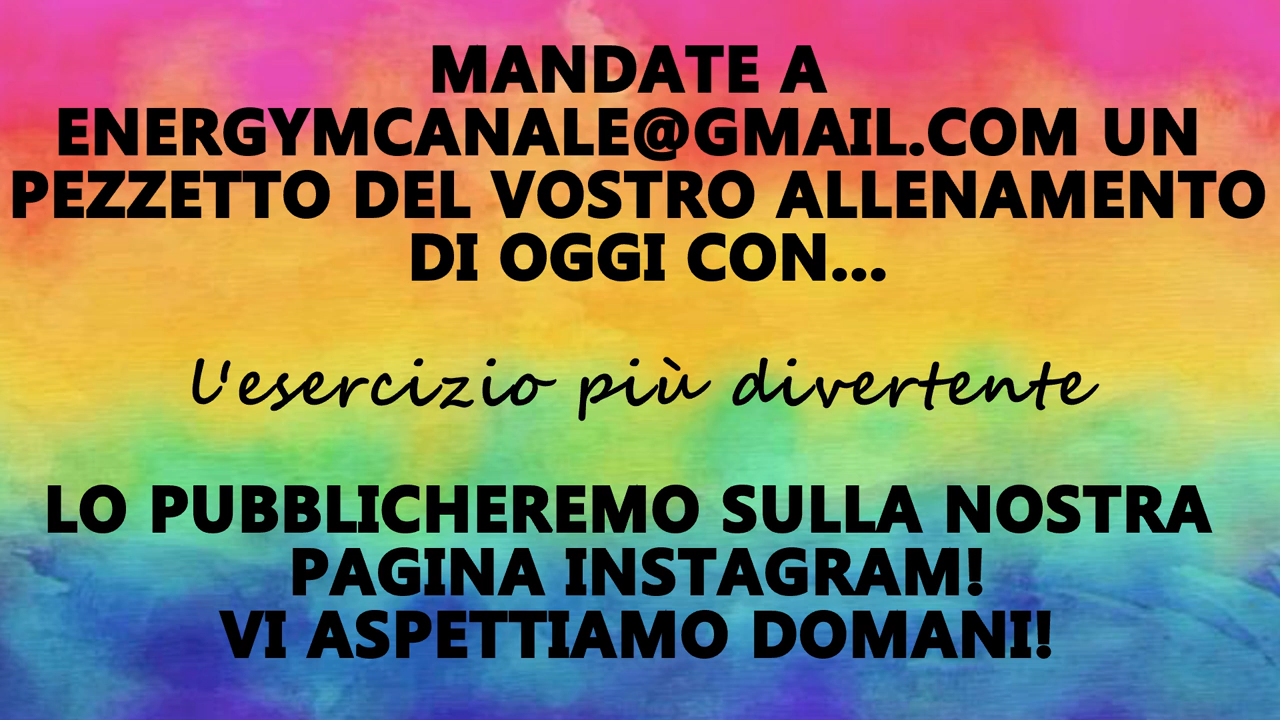 MANDATE A
ENERGYMCANALE@GMAIL.COM UN
PEZZETTO DEL VOSTRO ALLENAMENTO
DI OGGI CON...
l'esercizio più divertente
LO PUBBLICHEREMO SULLA NOSTRA
PAGINA INSTAGRAM!
VI ASPETTIAMO DOMANI!